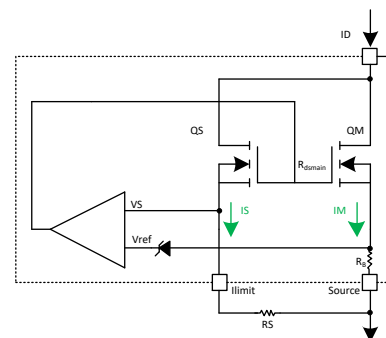 ID
QS
QM
Rdsmain
VS
IS
IM
Vref
RB
Ilimit
Source
RS